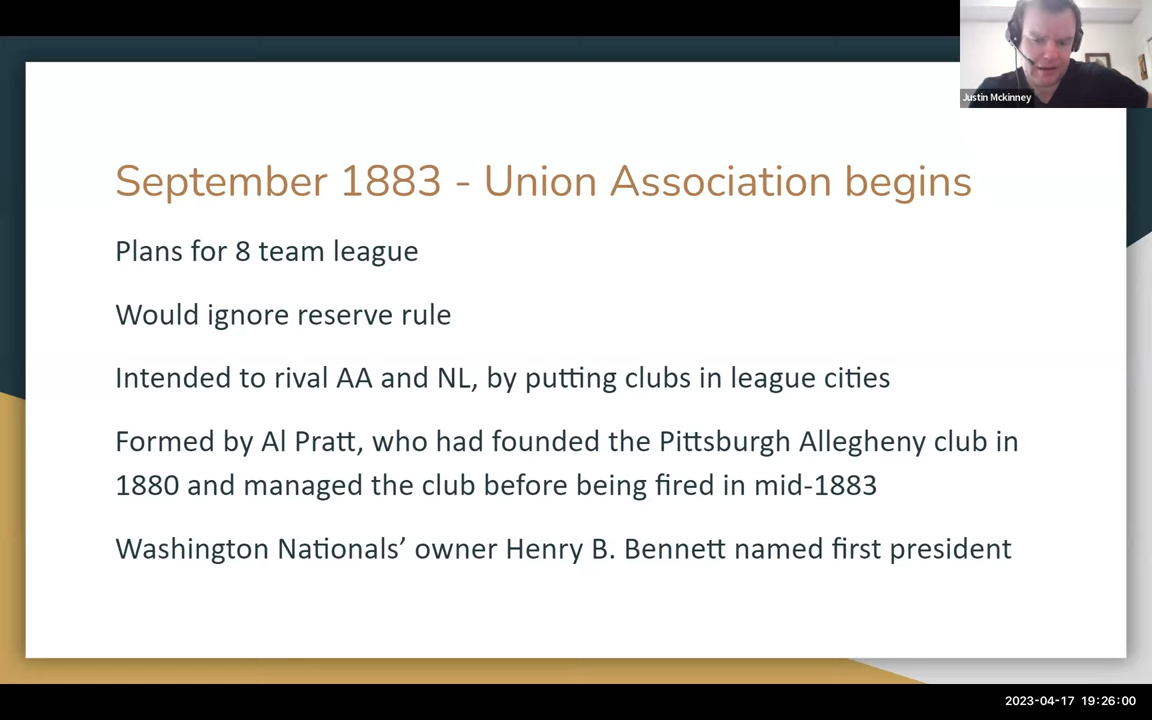 Justin Mckinney
September 1883 - Union Association begins
Plans for 8 team league
Would ignore reserve rule
Intended to rival AA and NL, by putting clubs in league cities
Formed by Al Pratt, who had founded the Pittsburgh Allegheny club in
1880 and managed the club before being fired in mid-1883
Washington Nationals’ owner Henry B. Bennett named first president
2023-04-17 19:26:00